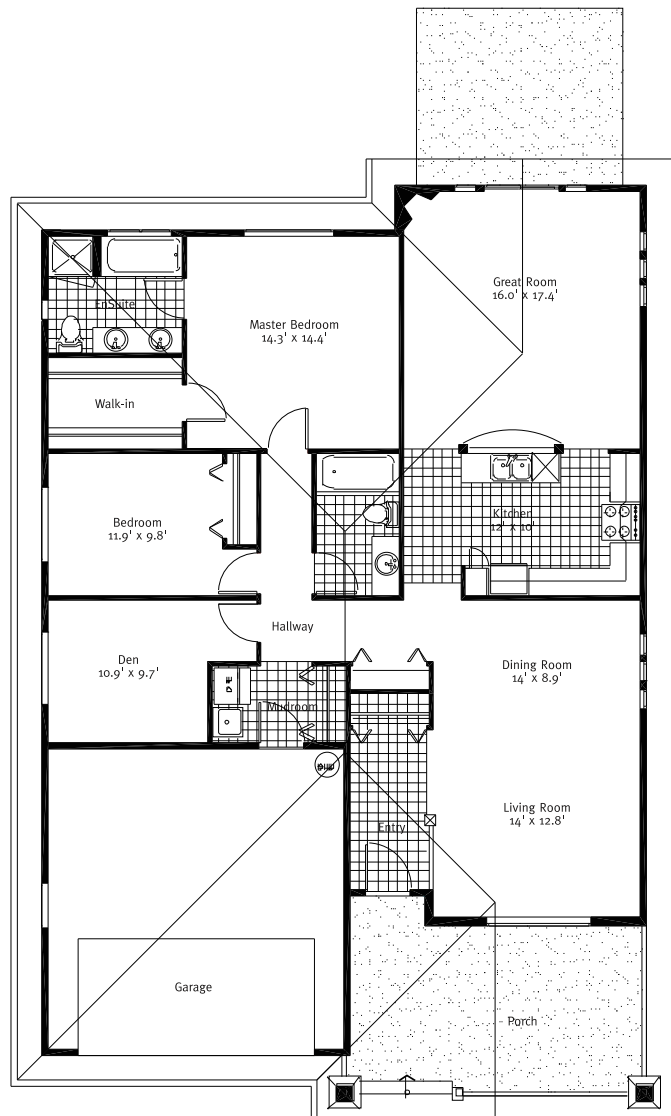 Great Room
16.0' x 17.4'
EnSuite
Master Bedroom
14.3' x 14.4'
Walk-in
Bedroom
11.9' x 9.8'
Kitchen
12' x 10'
Hallway
Den
10.9' x 9.7'
Dining Room
14' x 8.9'
Mudroom
Living Room
14' x 12.8'
Entry
Garage
Porch